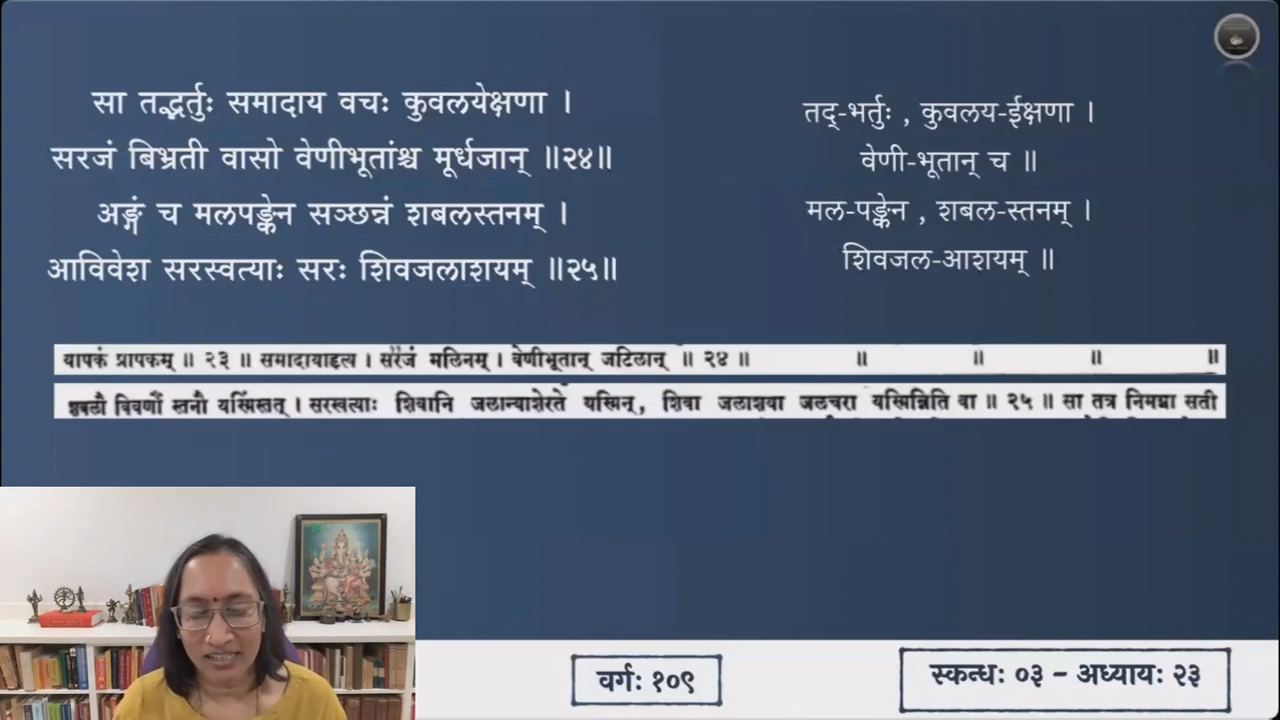 सा तद्भर्तुः समादाय वचः कुवलयेक्षणा ।
सरजं बिभ्रती वासो वेणीभूतांश्च मूर्धजान् ॥२४॥
अङ्गं च मलपङ्केन सञ्छन्नं शबलस्तनम् ।
आविवेश सरस्वत्याः सरः शिवजलाशयम् ॥२५॥
तद्-भर्तुः , कुवलय-ईक्षणा ।
वेणी-भूतान् च ॥
मल-पङ्केन , शबल-स्तनम् ।
शिवजल-आशयम् ॥
यापकं प्रापकम् ॥ २३ ॥ समादायादृत्य । सरजं मलिनम् । वेणीभूतान् जटिलान् ॥ २४ ॥ ॥ ॥ ॥ ॥
शबलौ विवर्णौ स्तनौ यस्मिंस्तत् । सरस्वत्याः शिवानि जलान्याशेरते यस्मिन्, शिवा जलाशया जलचरा यस्मिन्निति वा ॥ २५ ॥ सा तत्र निमग्ना सती
वर्गः १०९
स्कन्धः ०३ - अध्यायः २३